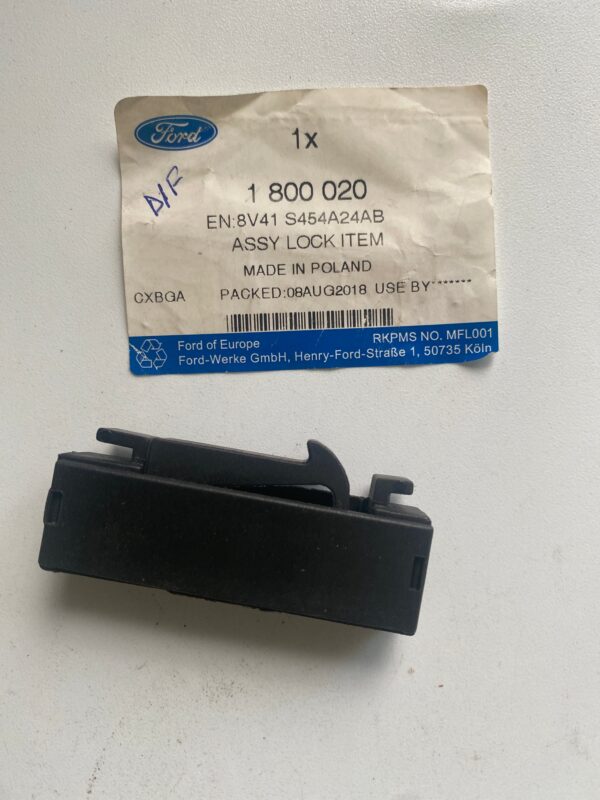 Ford
1x
1 800 020
EN:8V41 S454A24AB
ASSY LOCK ITEM
MADE IN POLAND
CXBGA PACKED:08AUG2018 USE BY*******
Ford of Europe RKPMS NO. MFL001
Ford-Werke GmbH, Henry-Ford-Straße 1, 50735 Köln